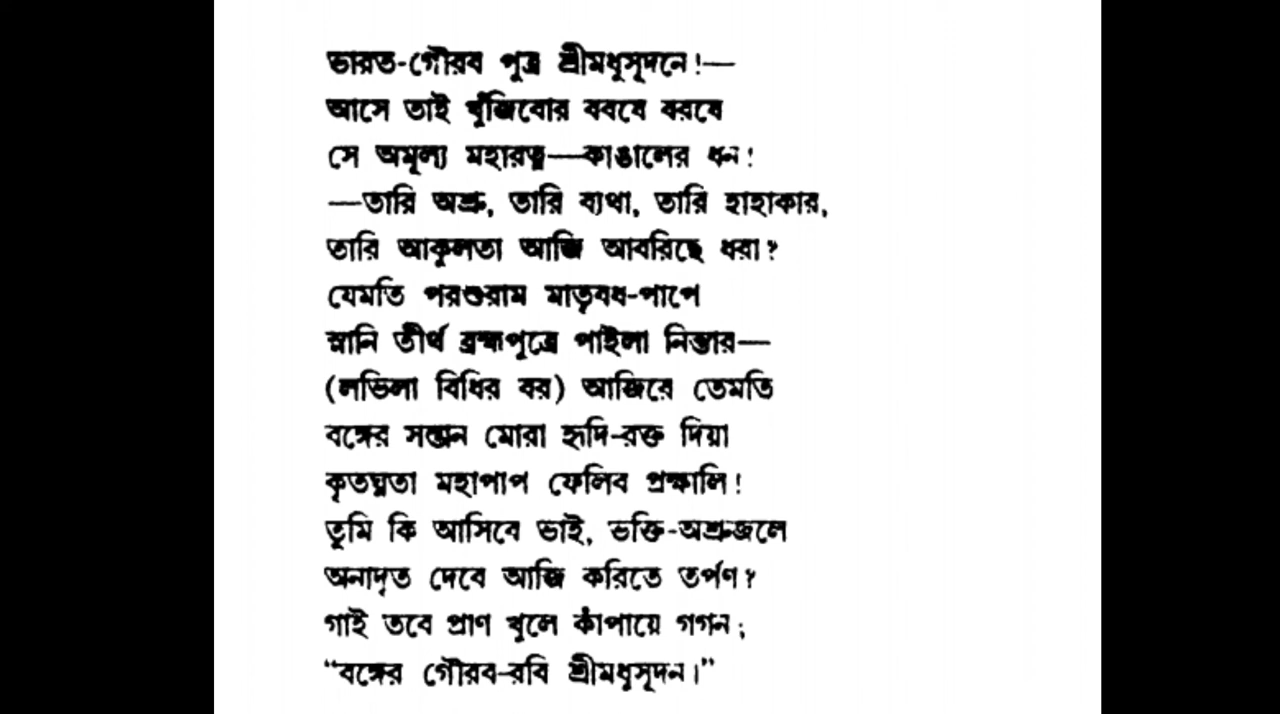 ভারত-গৌরব পুত্র শ্রীমধুসূদনে!—
আসে তাই খুঁজিবোর ববষে বরষে
সে অমূল্য মহারত্ন—কাঙালের ধন!
—তারি অশ্রু, তারি ব্যথা, তারি হাহাকার,
তারি আকুলতা আজি আবরিছে ধরা?
যেমতি পরশুরাম মাতৃবধ-পাপে
স্নানি তীর্থ ব্রহ্মপুত্রে পাইলা নিস্তার—
(লভিলা বিধির বর) আজিরে তেমতি
বঙ্গের সন্তান মোরা হৃদি-রক্ত দিয়া
কৃতঘ্নতা মহাপাপ ফেলিব প্রক্ষালি!
তুমি কি আসিবে ভাই, ভক্তি-অশ্রুজলে
অনাদৃত দেবে আজি করিতে তর্পণ?
গাই তবে প্রাণ খুলে কাঁপায়ে গগন;
“বঙ্গের গৌরব-রবি শ্রীমধুসূদন।”